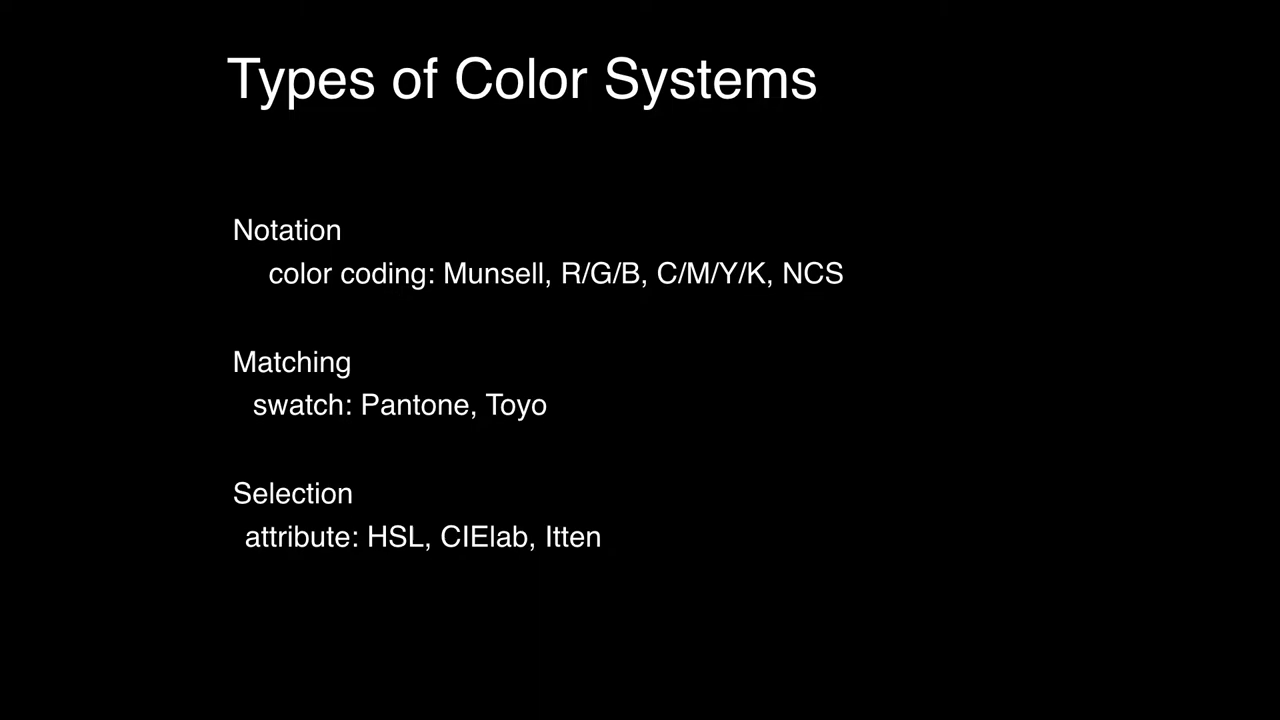 Types of Color Systems
Notation
color coding: Munsell, R/G/B, C/M/Y/K, NCS
Matching
swatch: Pantone, Toyo
Selection
attribute: HSL, CIElab, Itten